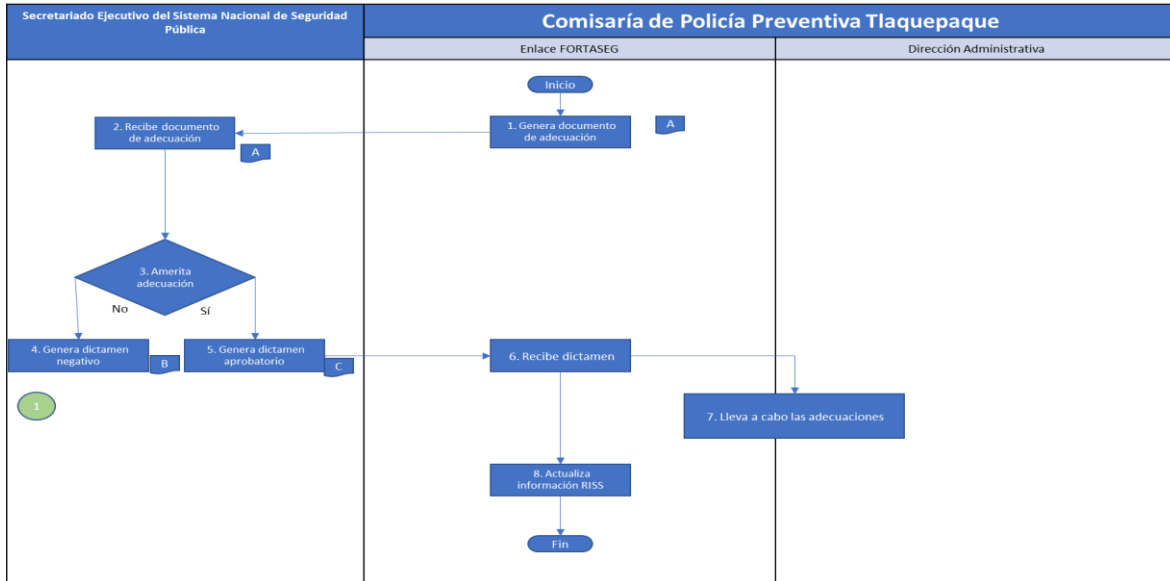 Secretariado Ejecutivo del Sistema Nacional de Seguridad
Pública
Comisaría de Policía Preventiva Tlaquepaque
Enlace FORTASEG
Dirección Administrativa
Inicio
1. Genera documento
de adecuación
A
2. Recibe documento
de adecuación
A
3. Amerita
adecuación
No
Sí
4. Genera dictamen
negativo
B
5. Genera dictamen
aprobatorio
C
6. Recibe dictamen
1
7. Lleva a cabo las adecuaciones
8. Actualiza
información RISS
Fin